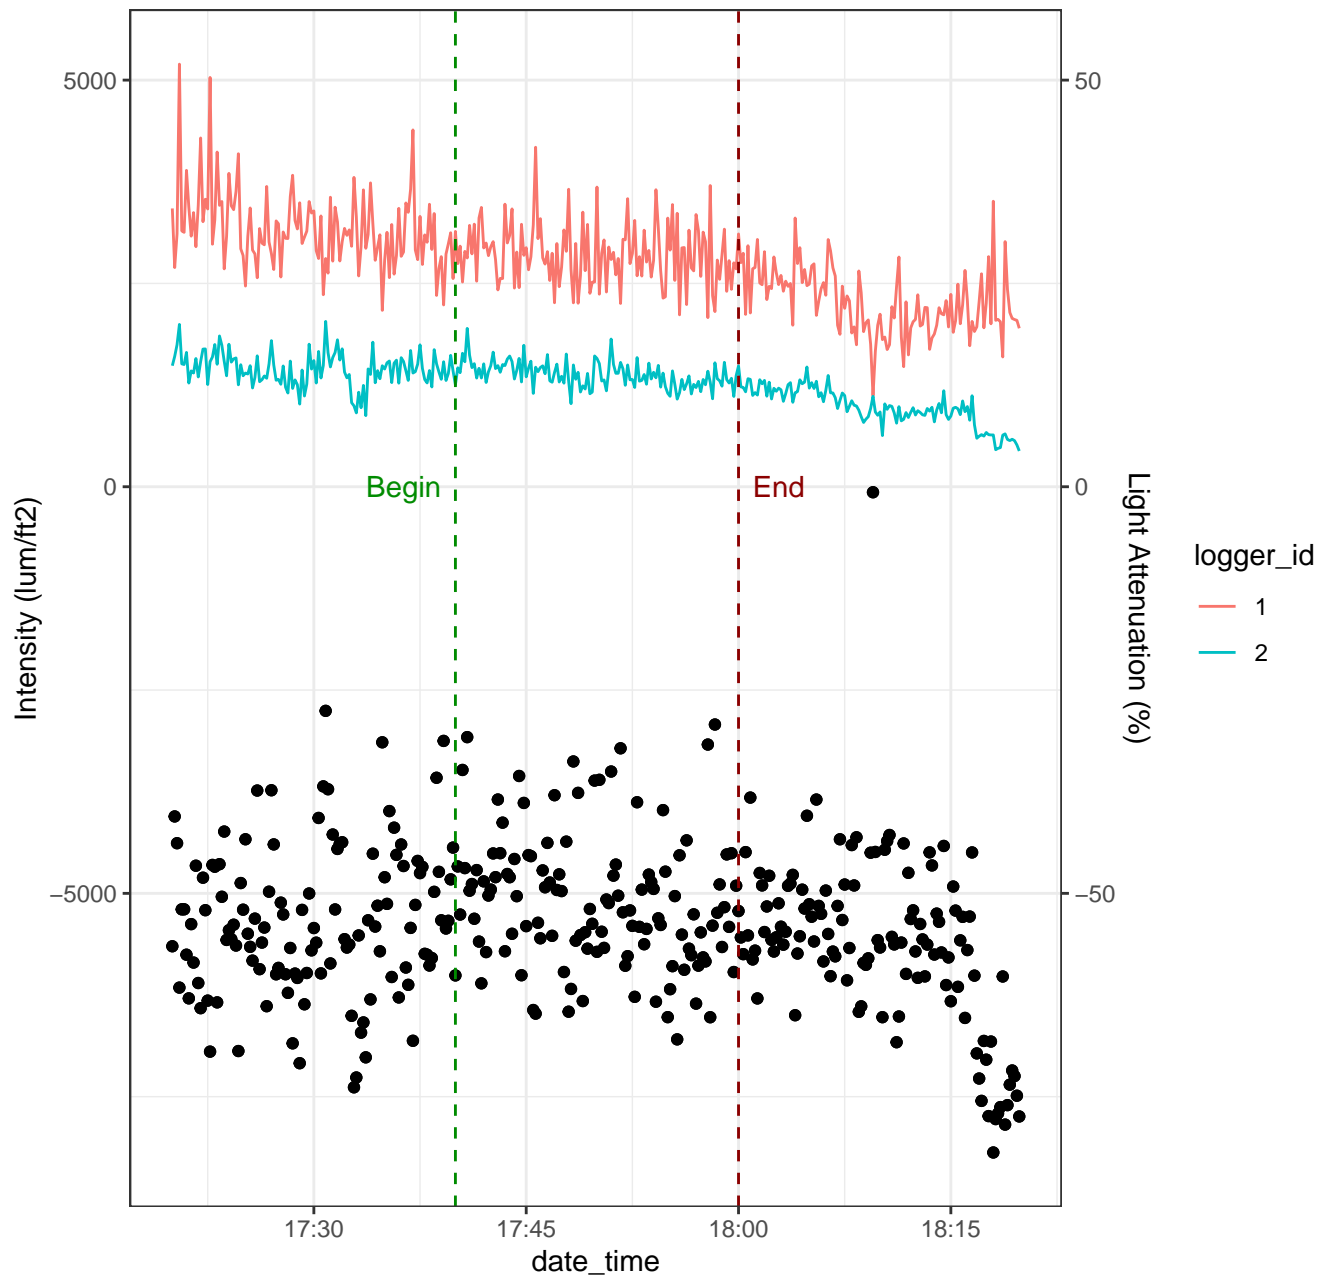 5000
0
−5000
Intensity (lum/ft2)
50
0
−50
Light Attenuation (%)
Begin
End
17:30
17:45
18:00
18:15
date_time
logger_id
1
2